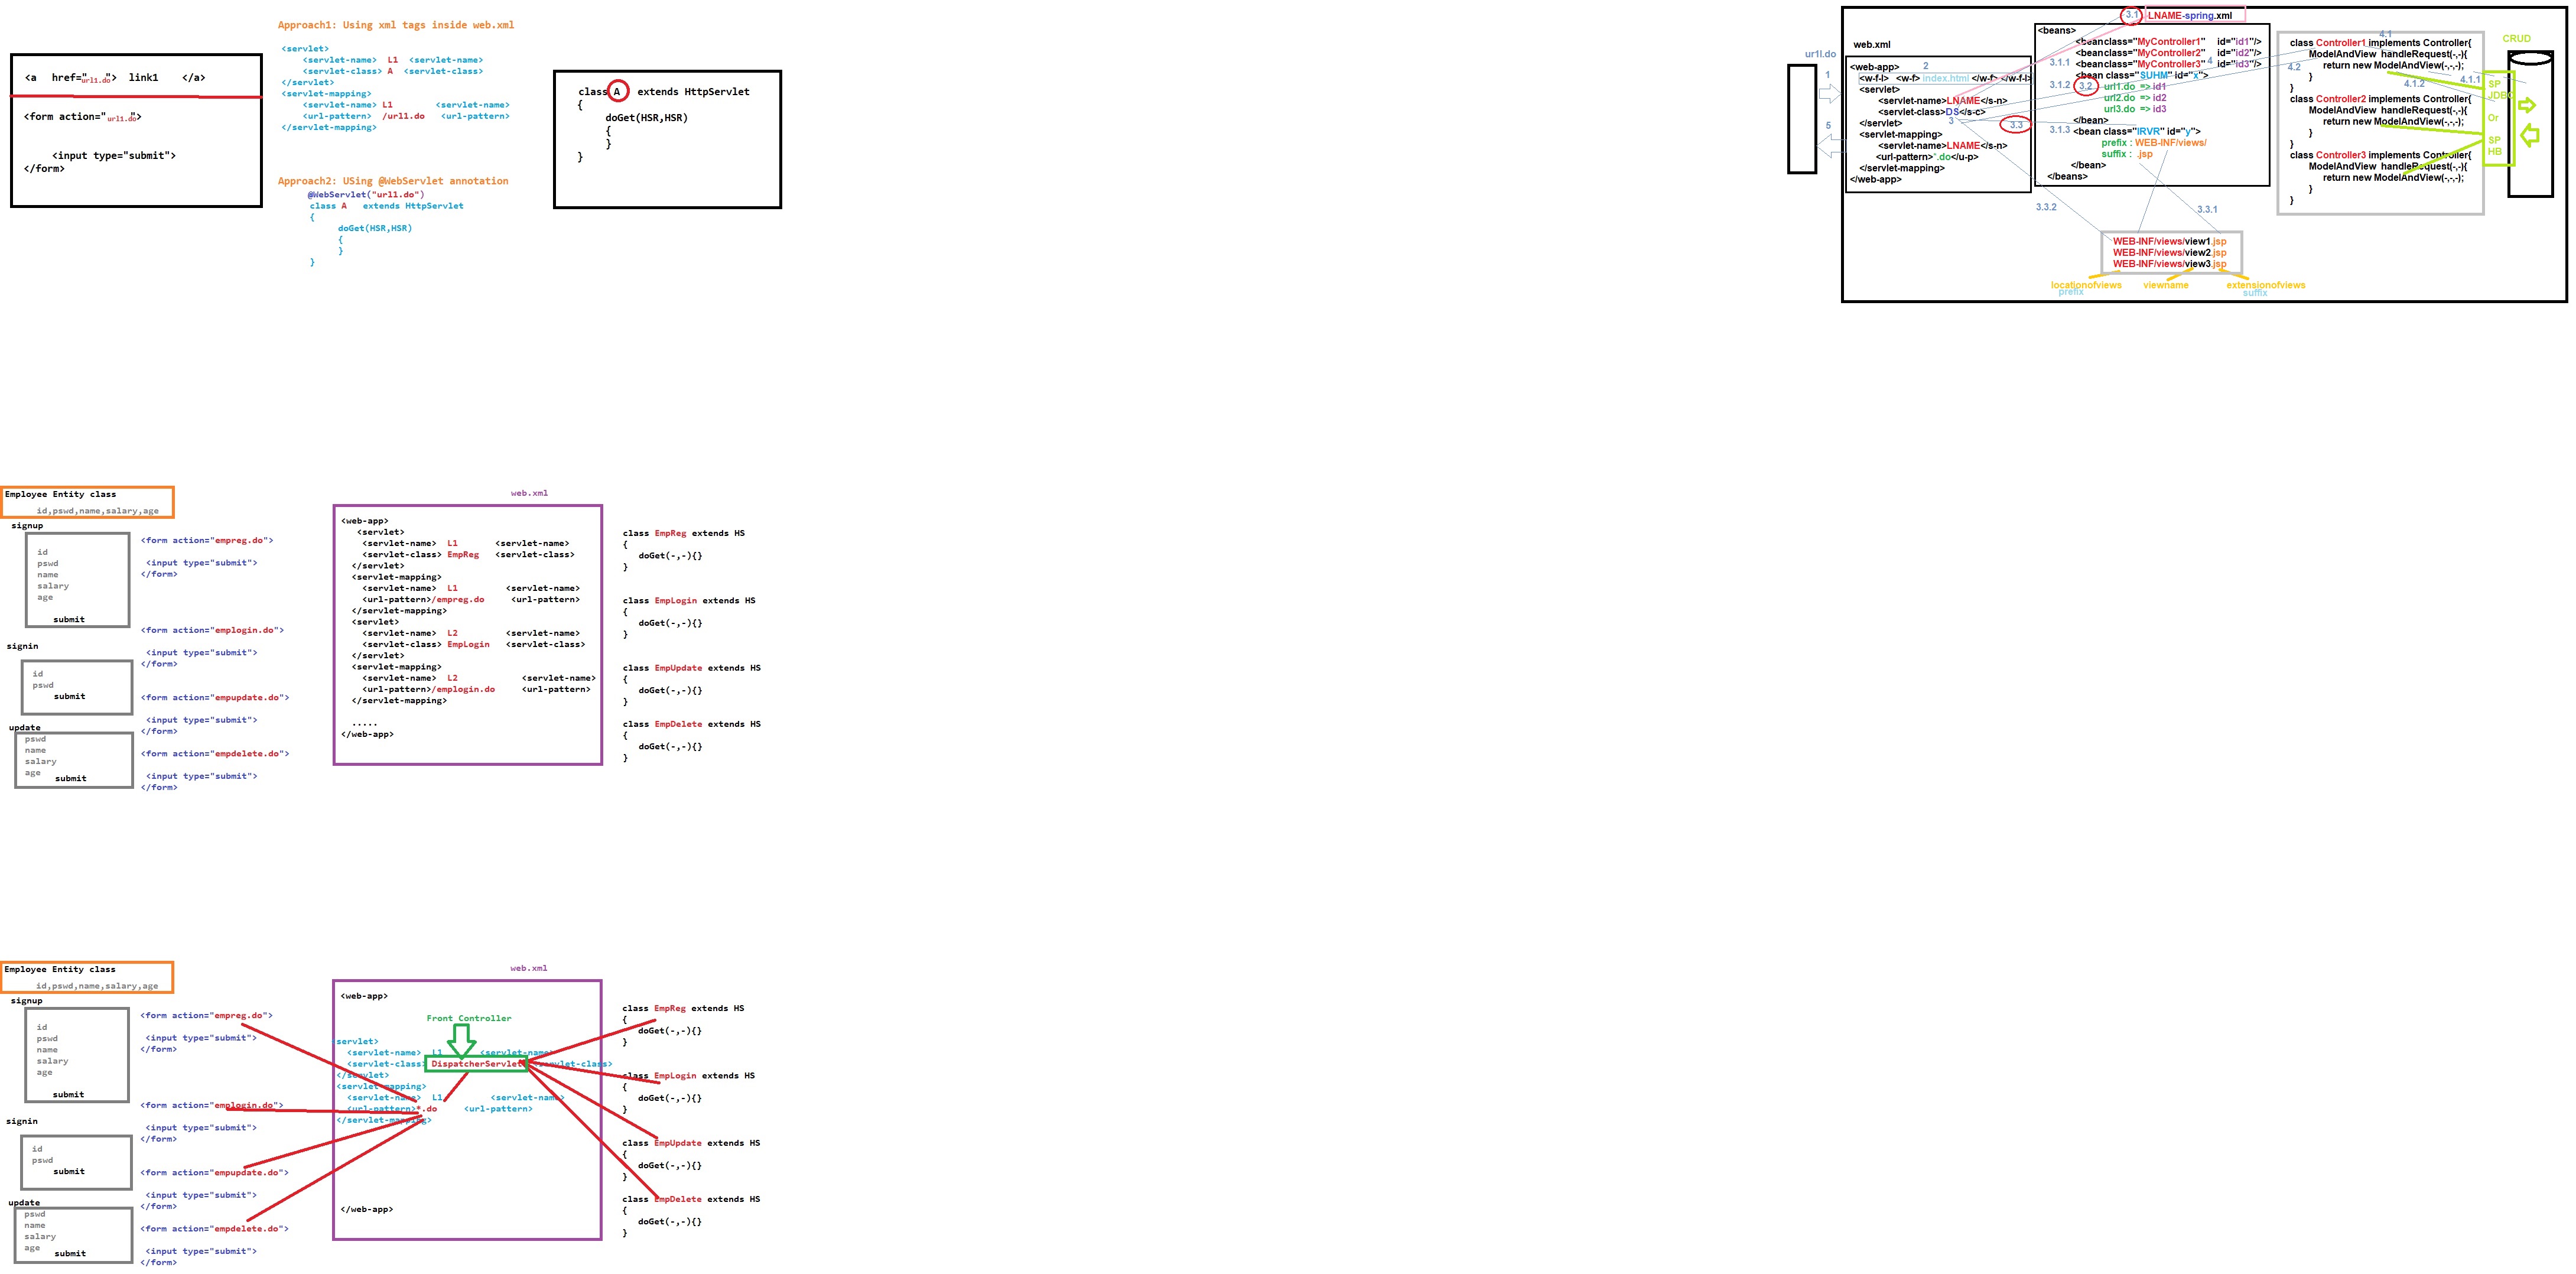 Approach1: Using xml tags inside web.xml
<a href="url1.do"> link1 </a>
<form action="url1.do">
<input type="submit">
</form>
<servlet>
<servlet-name> L1 <servlet-name>
<servlet-class> A <servlet-class>
</servlet>
<servlet-mapping>
<servlet-name> L1 <servlet-name>
<url-pattern> /url1.do <url-pattern>
</servlet-mapping>
Approach2: USing @WebServlet annotation
@WebServlet("url1.do")
class A extends HttpServlet
{
doGet(HSR,HSR)
{
}
}
class A extends HttpServlet
{
doGet(HSR,HSR)
{
}
}
ur1l.do
1
5
web.xml
<web-app> 2
<w-f-l> <w-f> index.html </w-f> </w-f-l>
<servlet>
<servlet-name>LNAME</s-n>
<servlet-class>DS</s-c>
</servlet> 3
<servlet-mapping>
<servlet-name>LNAME</s-n>
<url-pattern>*.do</u-p>
</servlet-mapping>
</web-app>
3.1 LNAME-spring.xml
<beans>
<beanclass="MyController1" id="id1"/>
<beanclass="MyController2" id="id2"/>
3.1.1 <beanclass="MyController3" id="id3"/> 4
<bean class="SUHM" id="x">
3.1.2 3.2 url1.do => id1
url2.do => id2
url3.do => id3
</bean>
3.3 3.1.3 <bean class="IRVR" id="y">
prefix : WEB-INF/views/
suffix : .jsp
</bean>
</beans>
3.3.2
3.3.1
WEB-INF/views/view1.jsp
WEB-INF/views/view2.jsp
WEB-INF/views/view3.jsp
locationofviews viewname extensionofviews
prefix suffix
4.1
class Controller1 implements Controller{
ModelAndView handleRequest(-,-){
4.2 return new ModelAndView(-,-,-);
}
4.1.1
4.1.2
}
class Controller2 implements Controller{
ModelAndView handleRequest(-,-){
return new ModelAndView(-,-,-);
}
}
class Controller3 implements Controller{
ModelAndView handleRequest(-,-){
return new ModelAndView(-,-,-);
}
}
CRUD
SP
JDBC
Or
SP
HB
Employee Entity class
id,pswd,name,salary,age
signup
id
pswd
name
salary
age
submit
signin
id
pswd
submit
update
pswd
name
salary
age
submit
<form action="empreg.do">
<input type="submit">
</form>
<form action="emplogin.do">
<input type="submit">
</form>
<form action="empupdate.do">
<input type="submit">
</form>
<form action="empdelete.do">
<input type="submit">
</form>
web.xml
<web-app>
<servlet>
<servlet-name> L1 <servlet-name>
<servlet-class> EmpReg <servlet-class>
</servlet>
<servlet-mapping>
<servlet-name> L1 <servlet-name>
<url-pattern>/empreg.do <url-pattern>
</servlet-mapping>
<servlet>
<servlet-name> L2 <servlet-name>
<servlet-class> EmpLogin <servlet-class>
</servlet>
<servlet-mapping>
<servlet-name> L2 <servlet-name>
<url-pattern>/emplogin.do <url-pattern>
</servlet-mapping>
.....
</web-app>
class EmpReg extends HS
{
doGet(-,-){}
}
class EmpLogin extends HS
{
doGet(-,-){}
}
class EmpUpdate extends HS
{
doGet(-,-){}
}
class EmpDelete extends HS
{
doGet(-,-){}
}
Employee Entity class
id,pswd,name,salary,age
signup
id
pswd
name
salary
age
submit
signin
id
pswd
submit
update
pswd
name
salary
age
submit
<form action="empreg.do">
<input type="submit">
</form>
<form action="emplogin.do">
<input type="submit">
</form>
<form action="empupdate.do">
<input type="submit">
</form>
<form action="empdelete.do">
<input type="submit">
</form>
web.xml
<web-app>
Front Controller
servlet>
<servlet-name> L1 <servlet-name>
<servlet-class> DispatcherServlet <servlet-class>
</servlet>
<servlet-mapping>
<servlet-name> L1 <servlet-name>
<url-pattern>*.do <url-pattern>
</servlet-mapping>
</web-app>
class EmpReg extends HS
{
doGet(-,-){}
}
class EmpLogin extends HS
{
doGet(-,-){}
}
class EmpUpdate extends HS
{
doGet(-,-){}
}
class EmpDelete extends HS
{
doGet(-,-){}
}